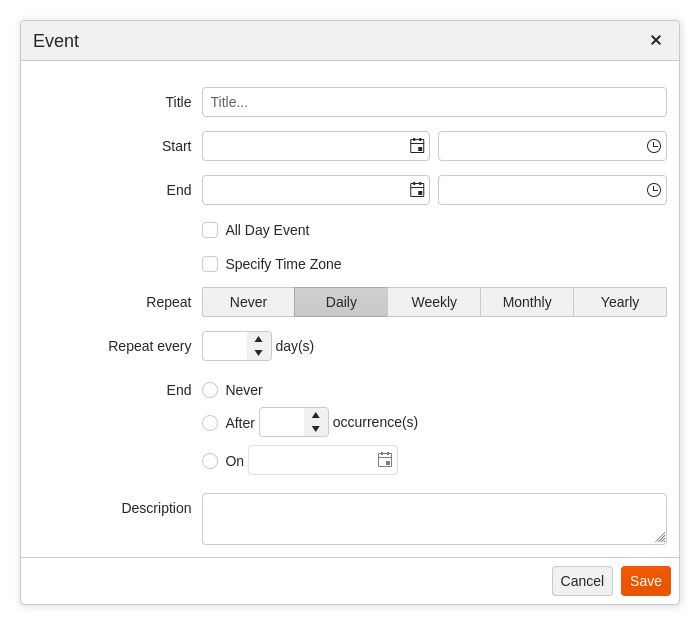 Event
Title Title...
Start
End
All Day Event
Specify Time Zone
Repeat Never Daily Weekly Monthly Yearly
Repeat every day(s)
End Never
After occurrence(s)
On
Description
Cancel Save